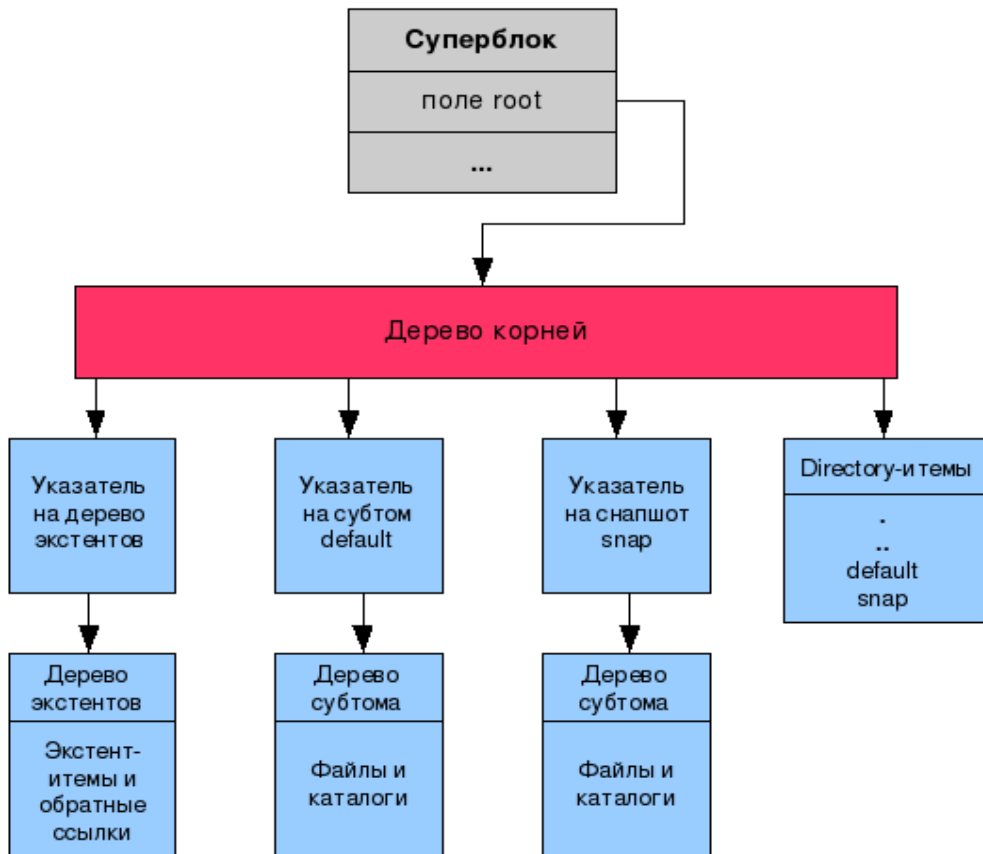 Суперблок
поле root
...
Дерево корней
Указатель
на дерево
экстентов
Указатель
на субтом
default
Указатель
на снапшот
snap
Directory-итемы
.
..
default
snap
Дерево
экстентов
Экстент-
итемы и
обратные
ссылки
Дерево
субтома
Файлы и
каталоги
Дерево
субтома
Файлы и
каталоги